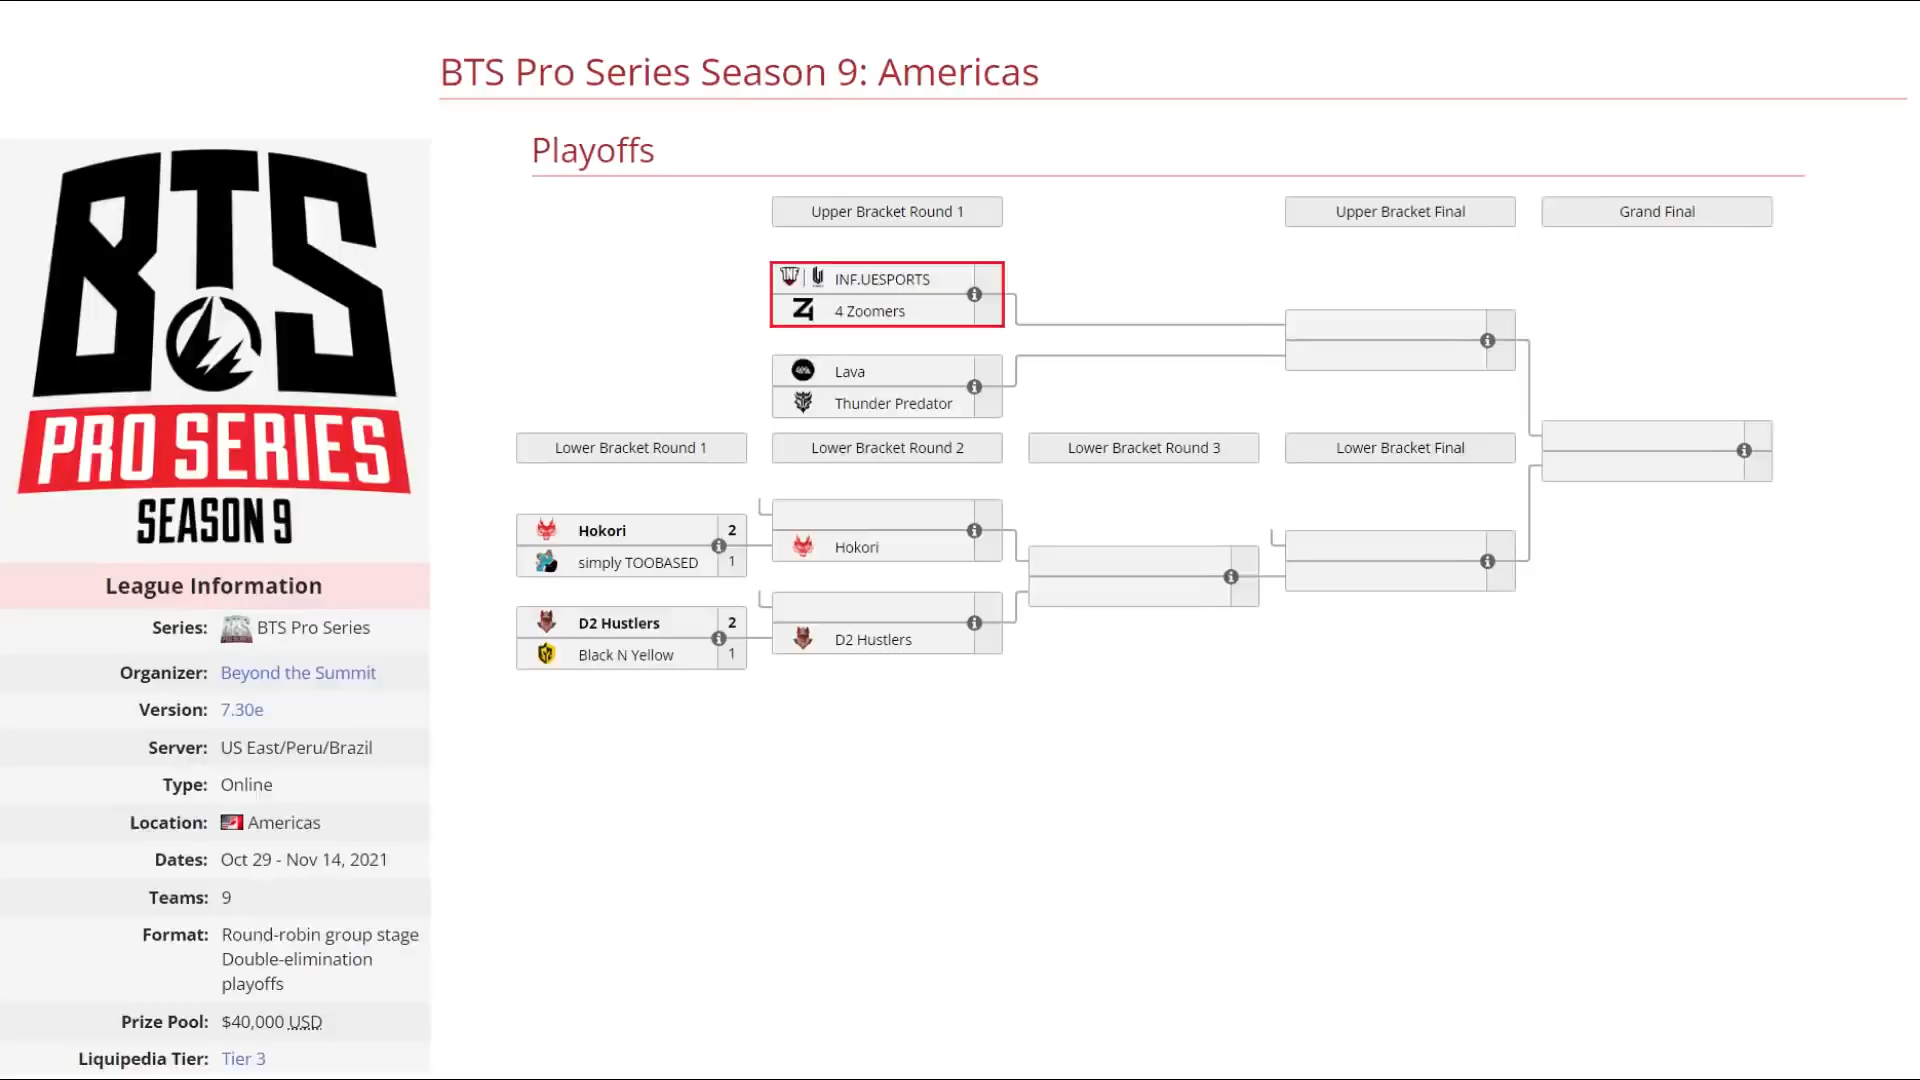 BTS Pro Series Season 9: Americas
BTS
PRO SERIES
SEASON 9
League Information
Series: BTS Pro Series
Organizer: Beyond the Summit
Version: 7.30e
Server: US East/Peru/Brazil
Type: Online
Location: Americas
Dates: Oct 29 - Nov 14, 2021
Teams: 9
Format: Round-robin group stage
Double-elimination
playoffs
Prize Pool: $40,000 USD
Liquipedia Tier: Tier 3
Playoffs
Upper Bracket Round 1
Upper Bracket Final
Grand Final
INF.UESPORTS
4 Zoomers
Lava
Thunder Predator
Lower Bracket Round 1
Lower Bracket Round 2
Lower Bracket Round 3
Lower Bracket Final
Hokori 2
simply TOOBASED 1
Hokori
D2 Hustlers 2
Black N Yellow 1
D2 Hustlers